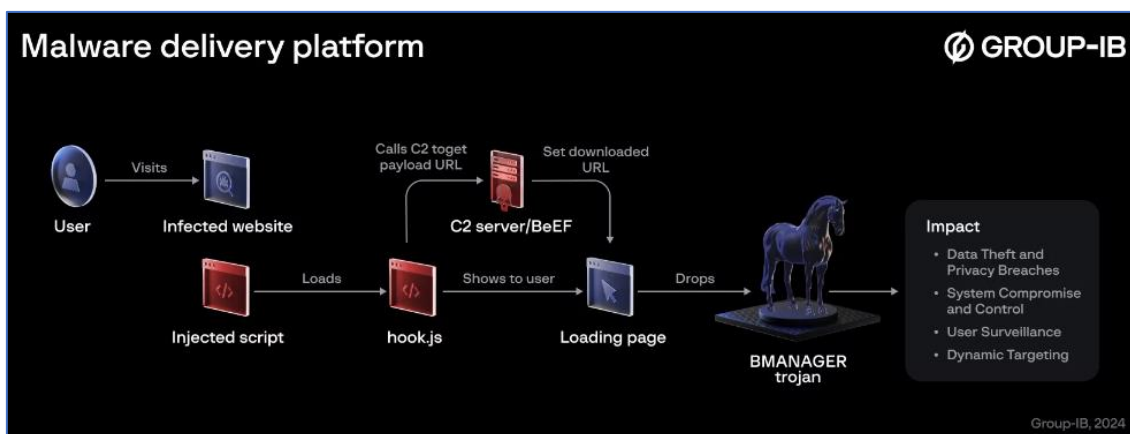 Malware delivery platform
GROUP-IB
Calls C2 toget
payload URL
Set downloaded
URL
Visits
User
Infected website
C2 server/BeEF
Impact
• Data Theft and
Privacy Breaches
• System Compromise
and Control
• User Surveillance
• Dynamic Targeting
Loads
Shows to user
Drops
Injected script
hook.js
Loading page
BMANAGER
trojan
Group-IB, 2024